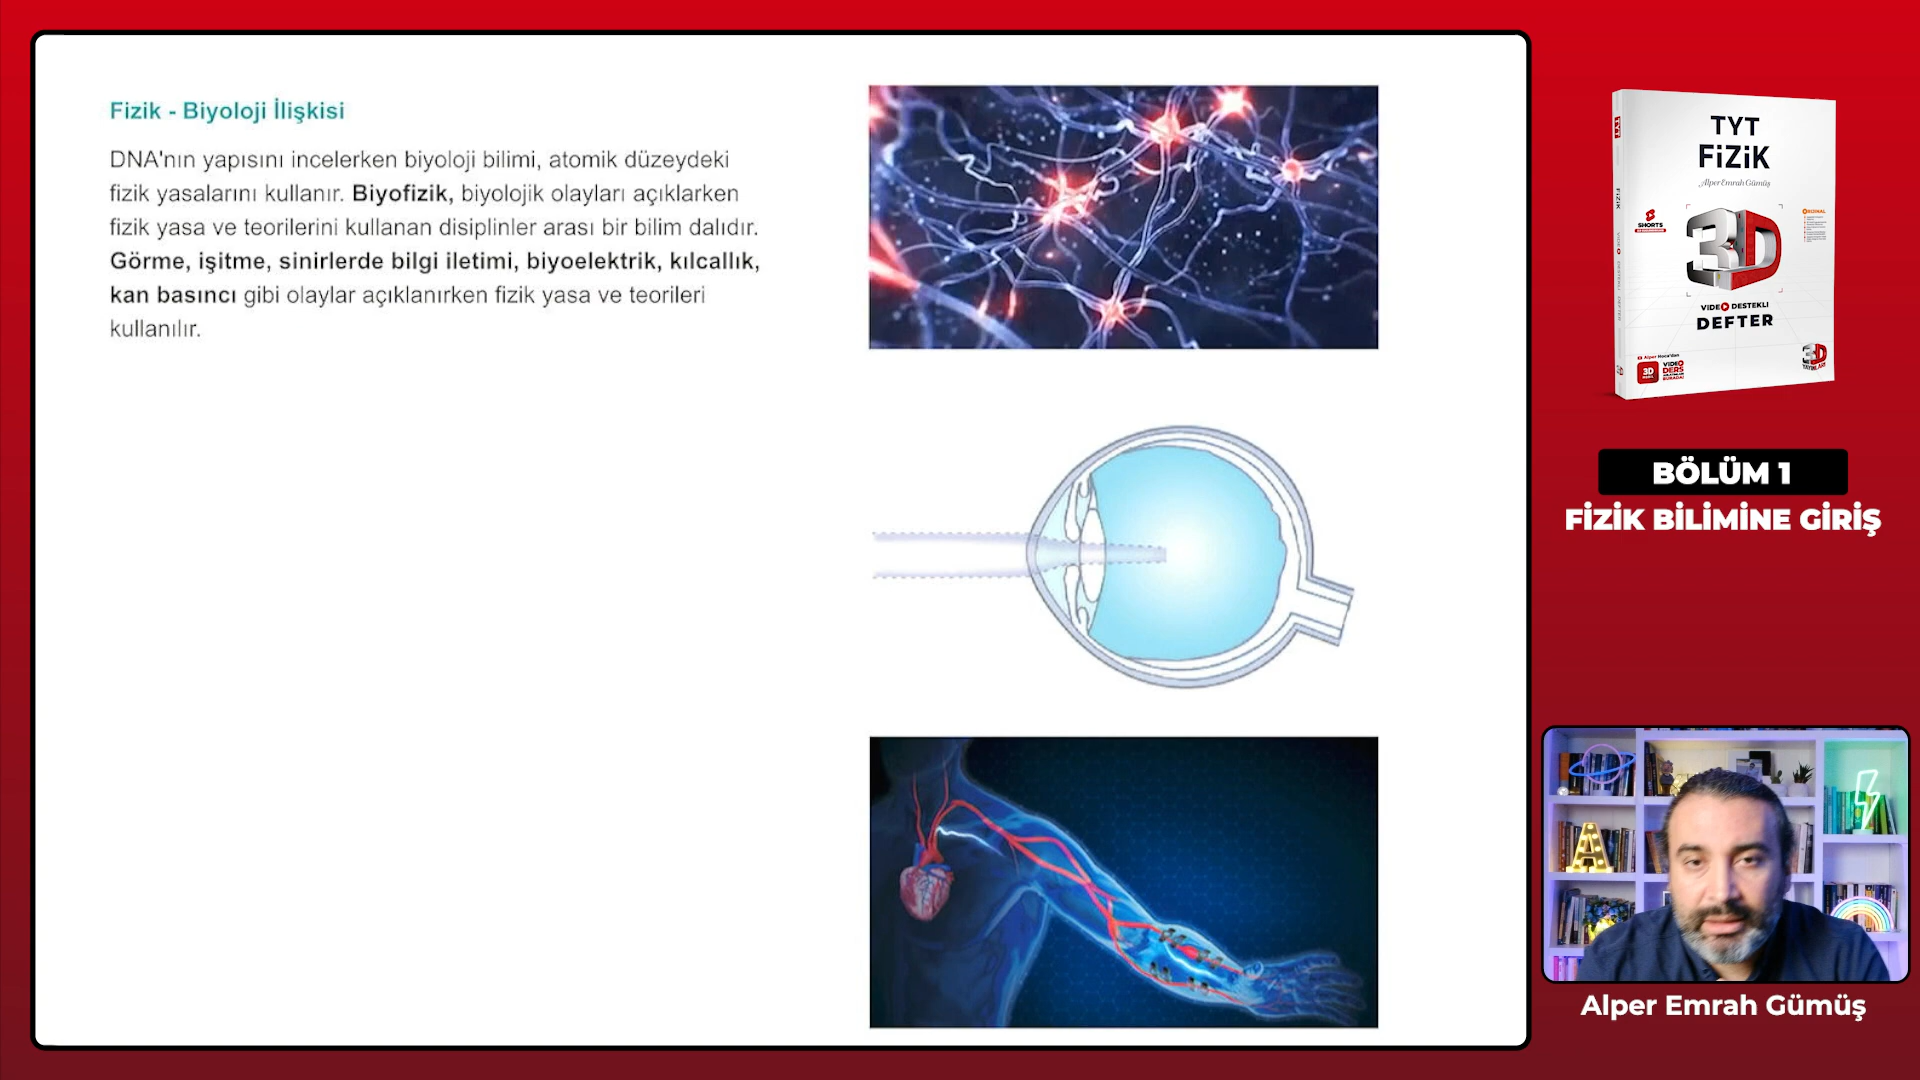 Fizik - Biyoloji İlişkisi
DNA'nın yapısını incelerken biyoloji bilimi, atomik düzeydeki
fizik yasalarını kullanır. Biyofizik, biyolojik olayları açıklarken
fizik yasa ve teorilerini kullanan disiplinler arası bir bilim dalıdır.
Görme, işitme, sinirlerde bilgi iletimi, biyoelektrik, kılcallık,
kan basıncı gibi olaylar açıklanırken fizik yasa ve teorileri
kullanılır.
TYT
FİZİK
Alper Emrah Gümüş
SHORTS
3D
VIDEO DESTEKLİ
DEFTER
BÖLÜM 1
FİZİK BİLİMİNE GİRİŞ
A
Alper Emrah Gümüş